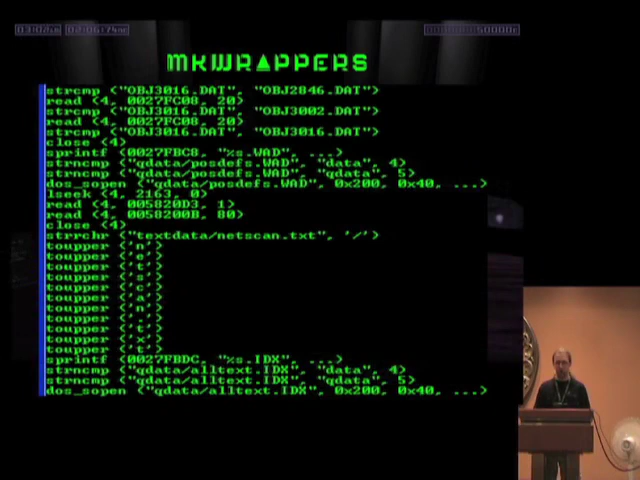 MKWRAPPERS
strcmp ("OBJ3016.DAT", "OBJ2846.DAT")
read (4, 0027FC08, 20)
strcmp ("OBJ3016.DAT", "OBJ3002.DAT")
read (4, 0027FC08, 20)
strcmp ("OBJ3016.DAT", "OBJ3016.DAT")
close (4)
sprintf (0027FBC8, "%s.WAD", ...)
strncmp ("qdata/posdefs.WAD", "data", 4)
strncmp ("qdata/posdefs.WAD", "qdata", 5)
dos_sopen ("qdata/posdefs.WAD", 0x200, 0x40, ...)
lseek (4, 2163, 0)
read (4, 005820D3, 1)
read (4, 0058200B, 80)
close (4)
strrchr ("textdata/netscan.txt", '/')
toupper ('n')
toupper ('e')
toupper ('t')
toupper ('s')
toupper ('c')
toupper ('a')
toupper ('n')
toupper ('.')
toupper ('t')
toupper ('x')
toupper ('t')
sprintf (0027FBDC, "%s.IDX", ...)
strncmp ("qdata/alltext.IDX", "data", 4)
strncmp ("qdata/alltext.IDX", "qdata", 5)
dos_sopen ("qdata/alltext.IDX", 0x200, 0x40, ...)